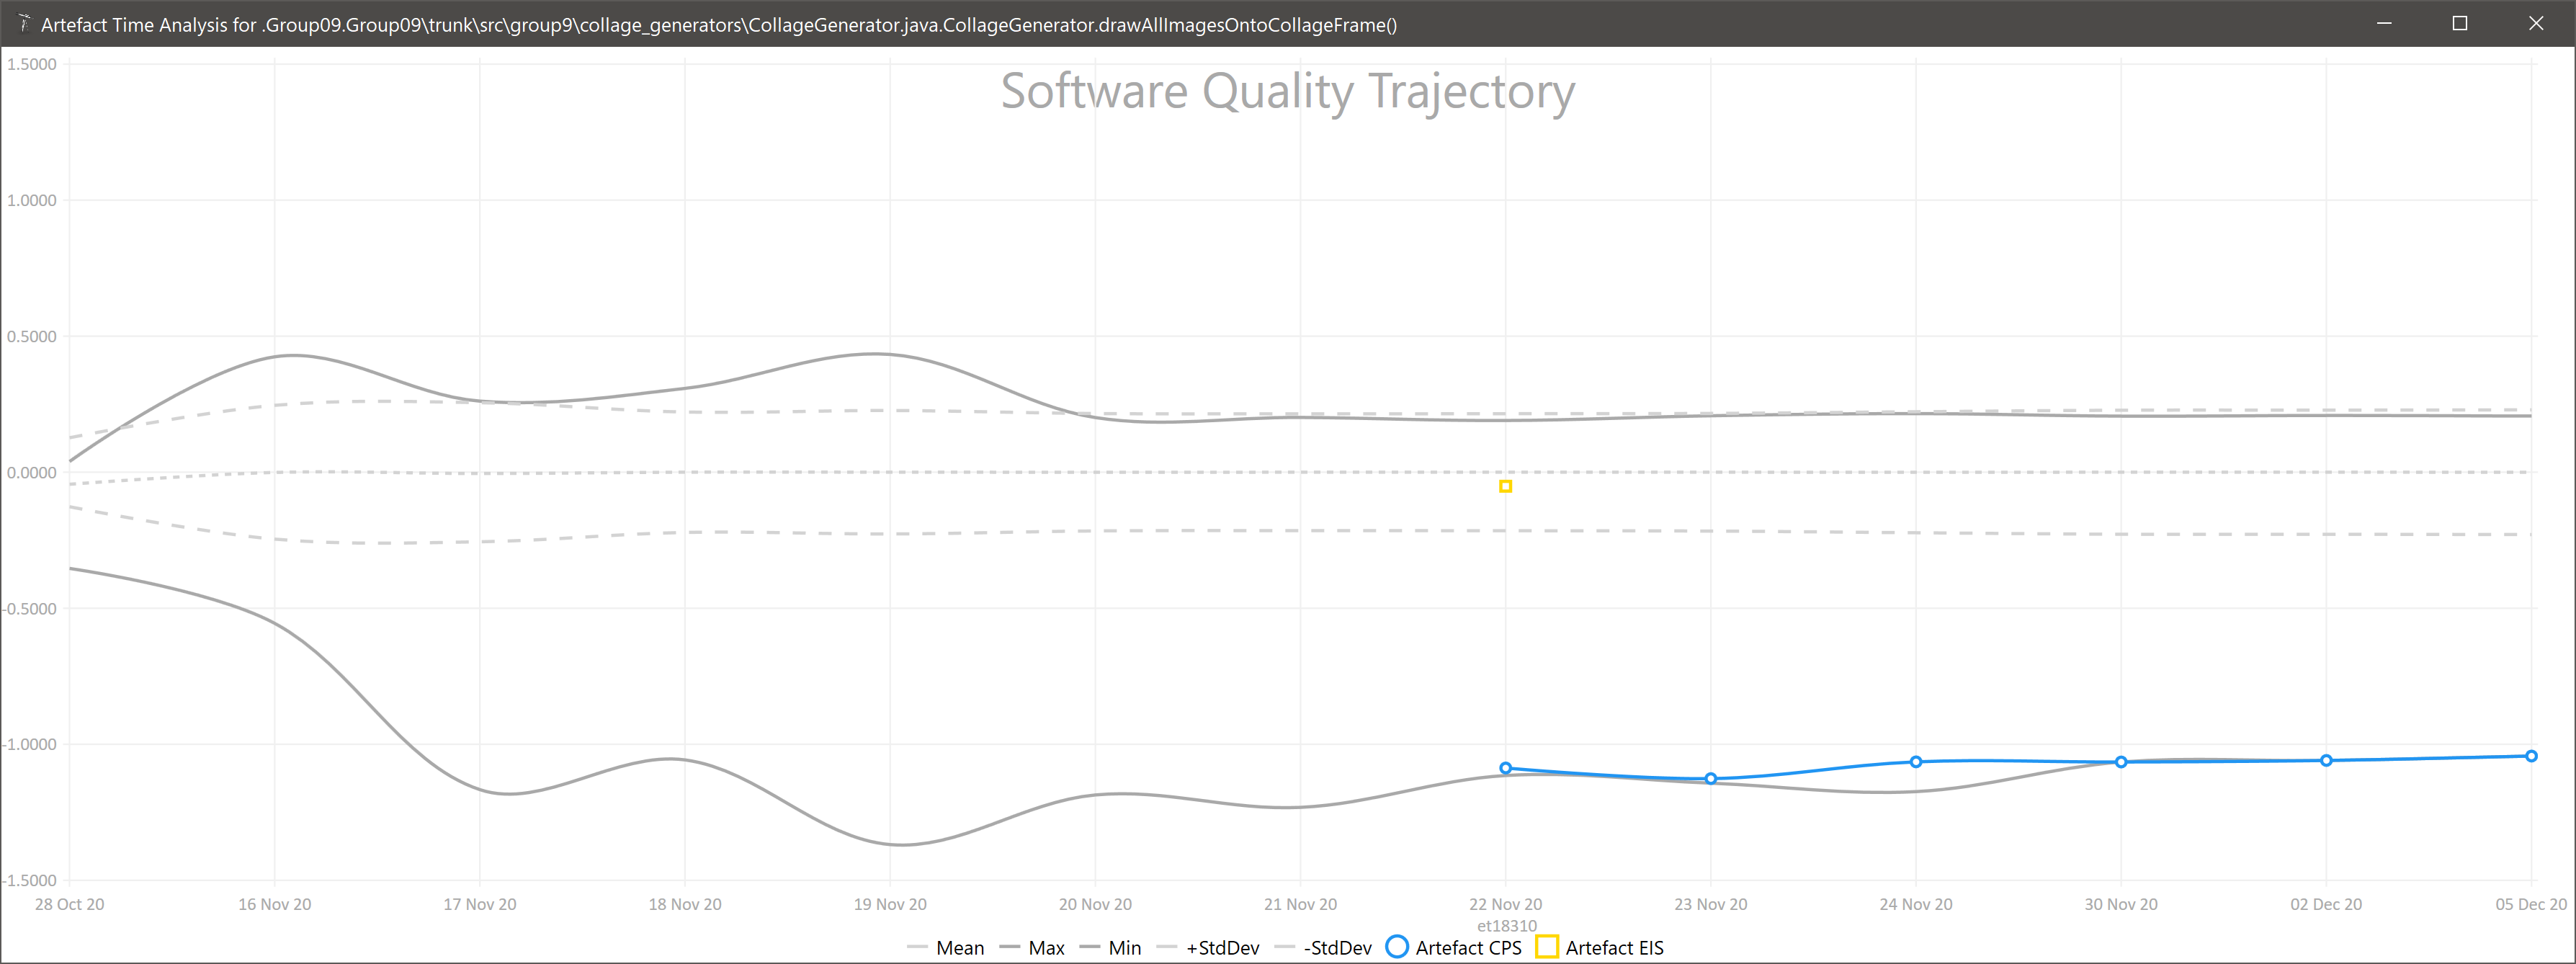 Artefact Time Analysis for .Group09.Group09\trunk\src\group9\collage_generators\CollageGenerator.java.CollageGenerator.drawAllImagesOntoCollageFrame()
Software Quality Trajectory
1.5000
1.0000
0.5000
0.0000
-0.5000
-1.0000
-1.5000
28 Oct 20 16 Nov 20 17 Nov 20 18 Nov 20 19 Nov 20 20 Nov 20 21 Nov 20 22 Nov 20 23 Nov 20 24 Nov 20 30 Nov 20 02 Dec 20 05 Dec 20
et18310
Mean Max Min +StdDev -StdDev Artefact CPS Artefact EIS